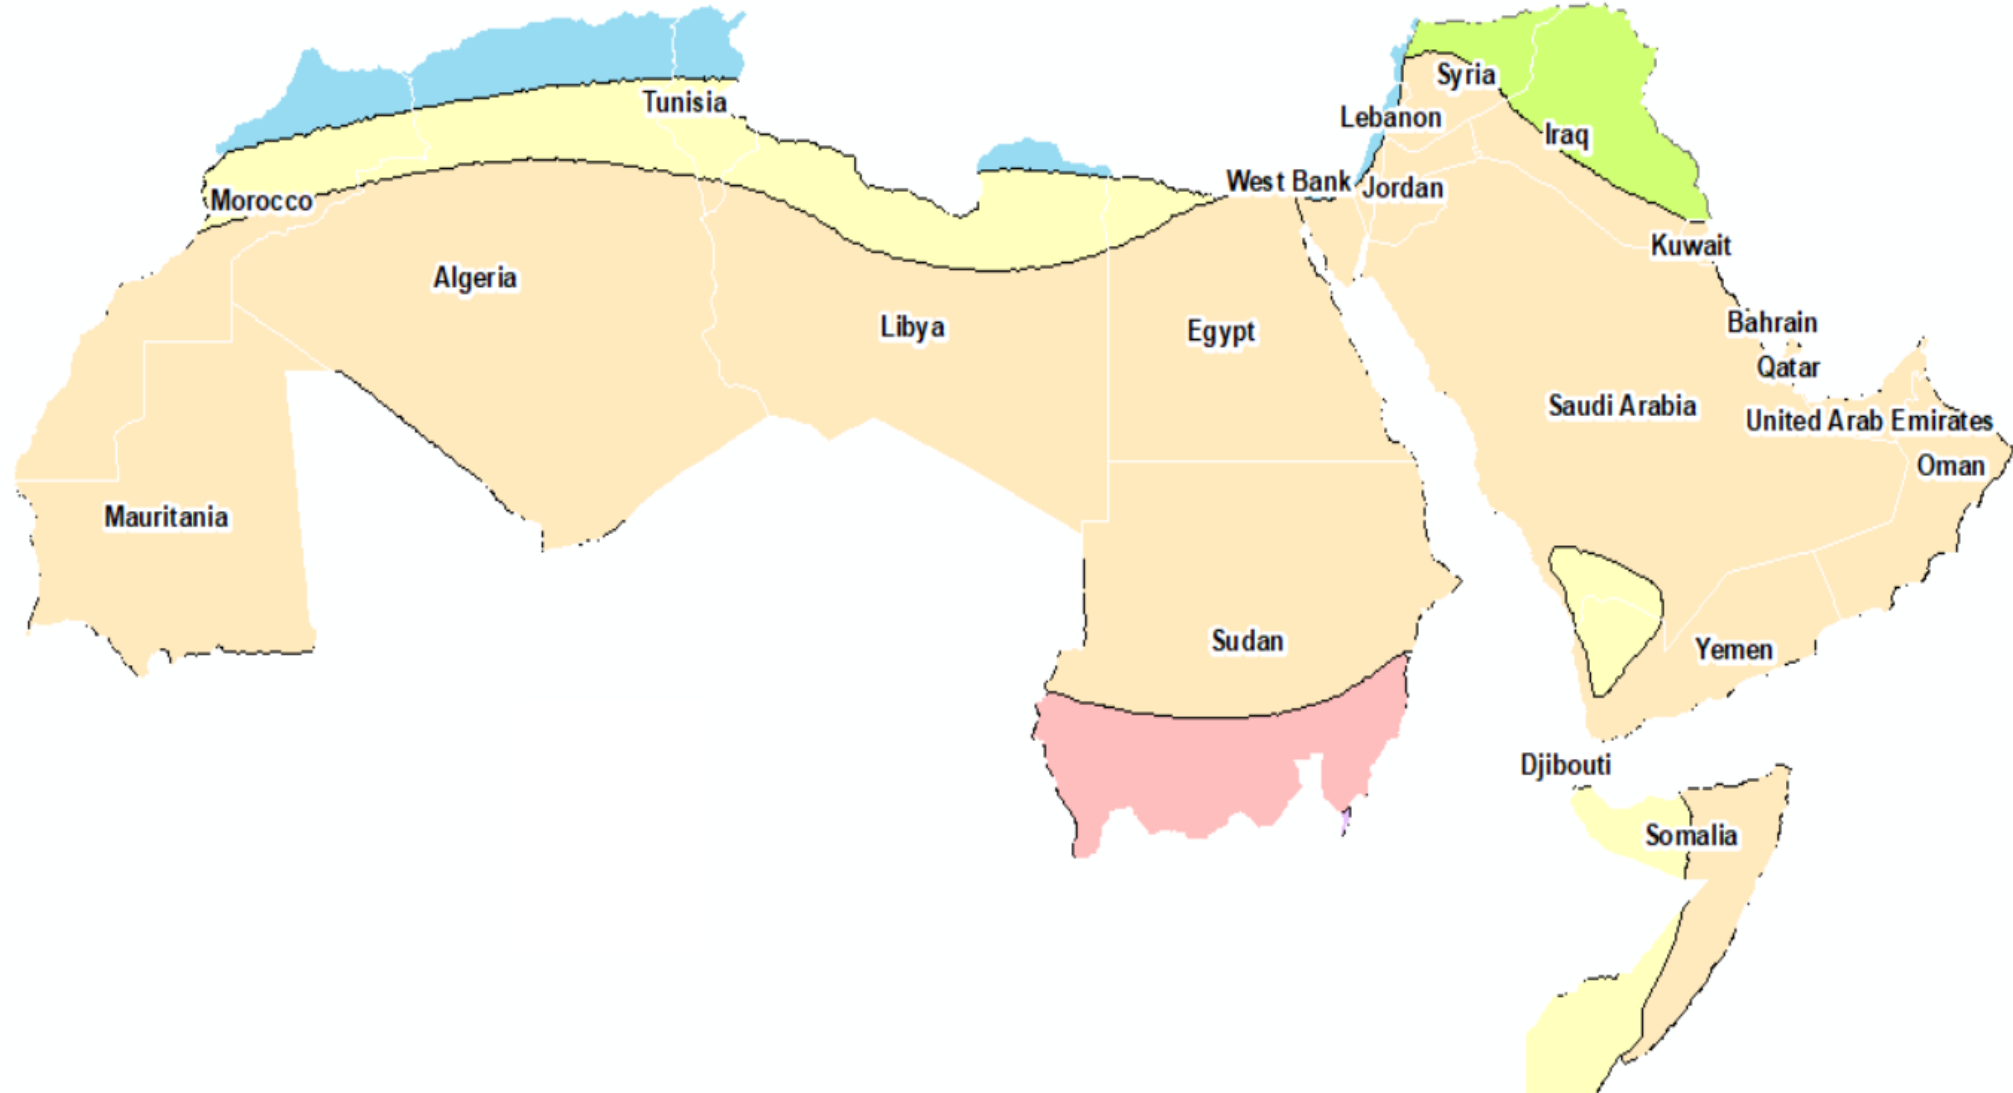 Tunisia
Syria
Lebanon
Iraq
West Bank
Jordan
Morocco
Kuwait
Algeria
Libya
Egypt
Bahrain
Qatar
Saudi Arabia
United Arab Emirates
Oman
Mauritania
Sudan
Yemen
Djibouti
Somalia